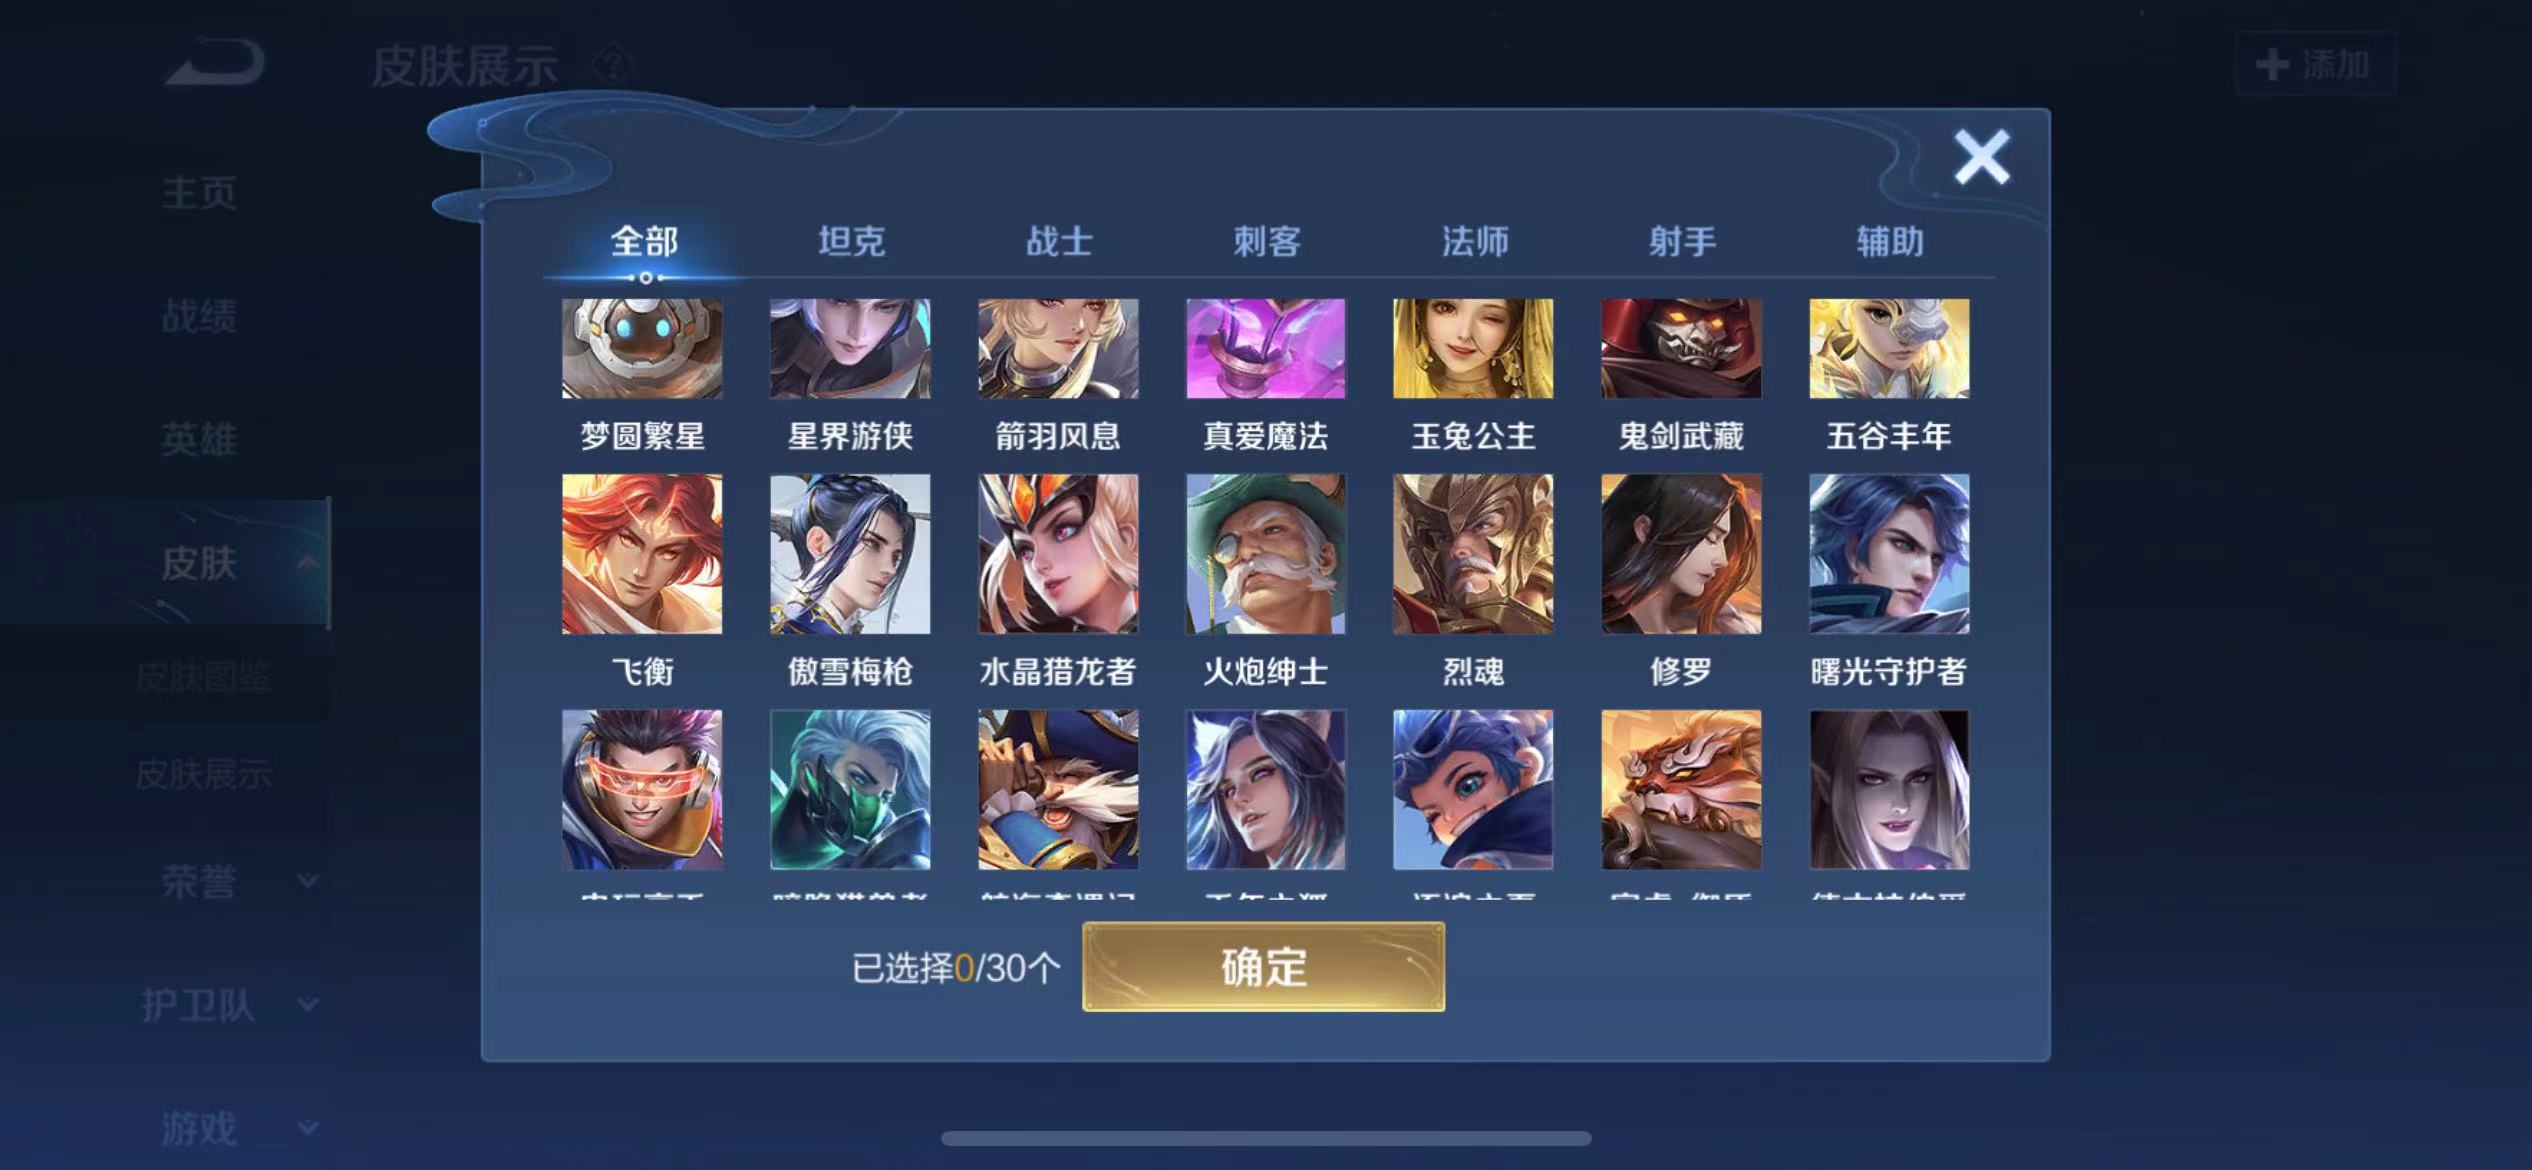 皮肤展示
添加
主页
战绩
英雄
皮肤
皮肤图鉴
皮肤展示
荣誉
护卫队
游戏
全部 坦克 战士 刺客 法师 射手 辅助
梦圆繁星 星界游侠 箭羽风息 真爱魔法 玉兔公主 鬼剑武藏 五谷丰年
飞衡 傲雪梅枪 水晶猎龙者 火炮绅士 烈魂 修罗 曙光守护者
已选择0/30个
确定